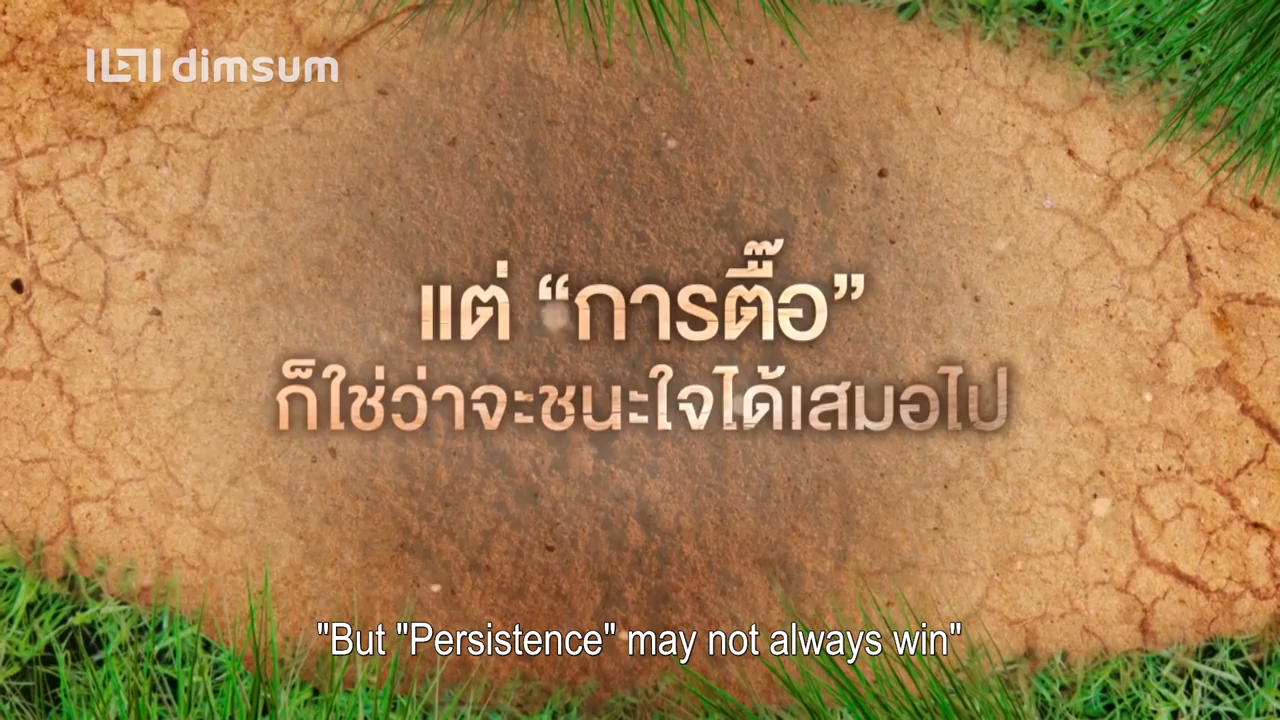 dimsum
แต่ “การตื๊อ”
ก็ใช่ว่าจะชนะใจได้เสมอไป
"But "Persistence" may not always win"